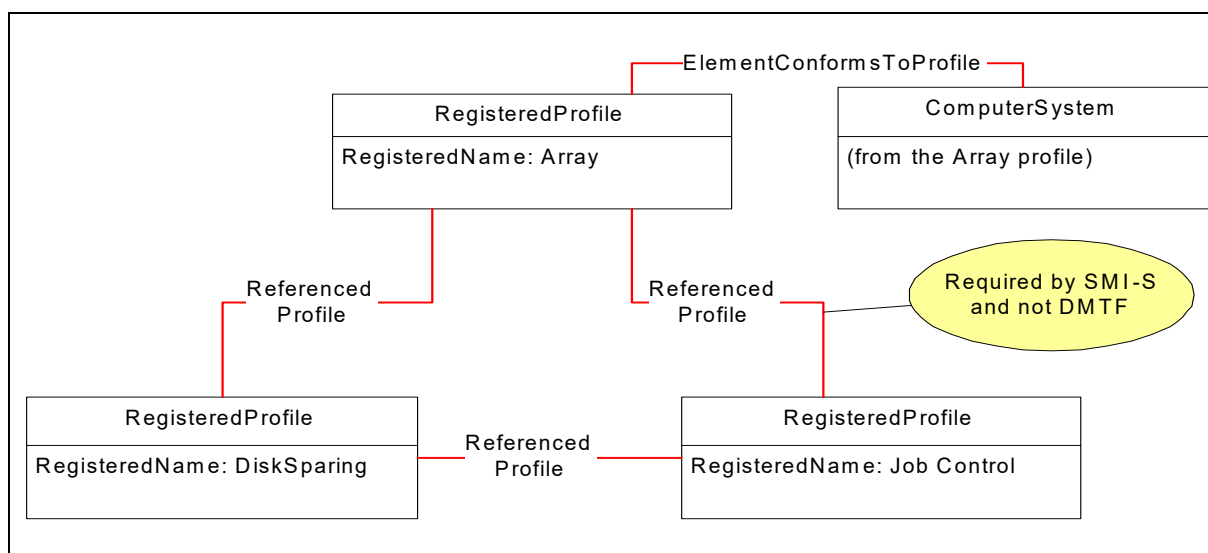 ElementConformsToProfile
RegisteredProfile
RegisteredName: Array
ComputerSystem
(from the Array profile)
Referenced
Profile
Referenced
Profile
Required by SMI-S
and not DMTF
RegisteredProfile
RegisteredName: DiskSparing
Referenced
Profile
RegisteredProfile
RegisteredName: Job Control